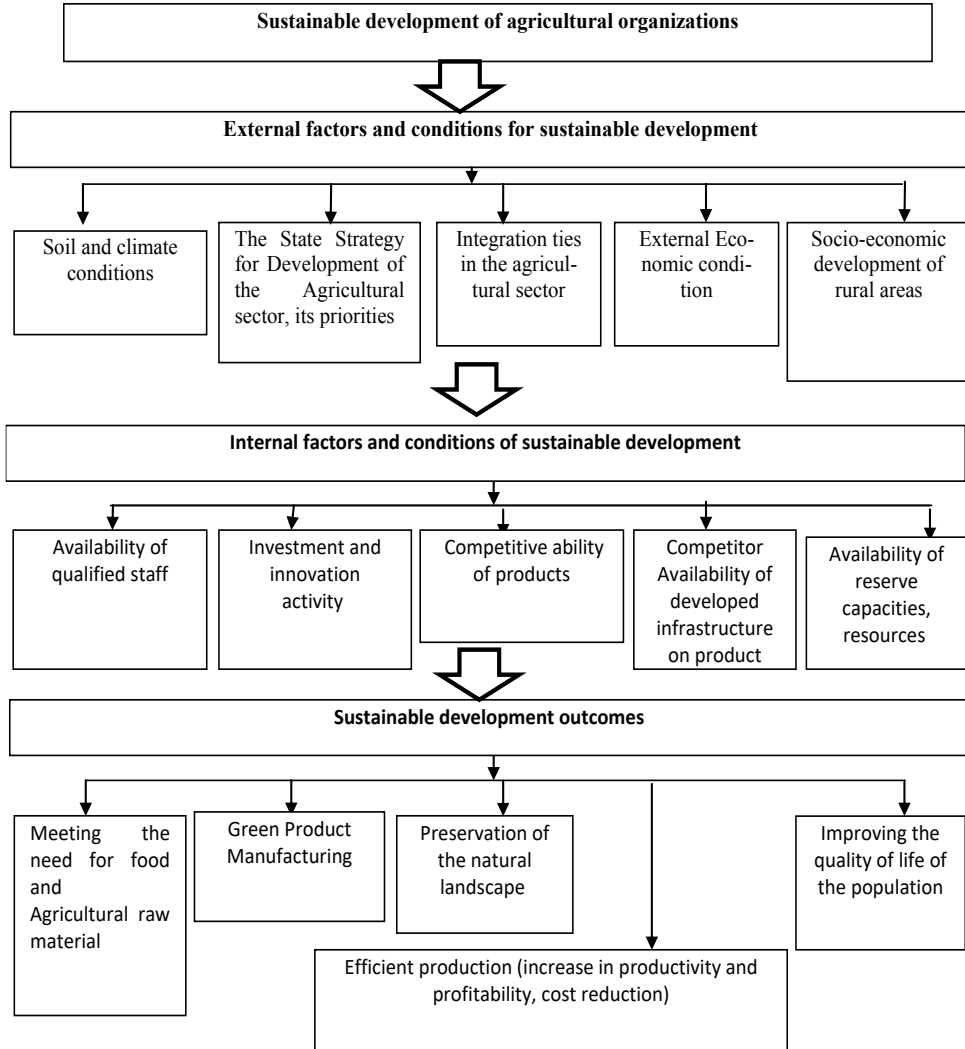 Sustainable development of agricultural organizations
External factors and conditions for sustainable development
Soil and climate
conditions
The State Strategy
for Development of
the Agricultural
sector, its priorities
Integration ties
in the agricul-
tural sector
External Eco-
nomic condi-
tion
Socio-economic
development of
rural areas
Internal factors and conditions of sustainable development
Availability of
qualified staff
Investment and
innovation
activity
Competitive ability
of products
Competitor
Availability of
developed
infrastructure
on product
Availability of
reserve
capacities,
resources
Sustainable development outcomes
Meeting the
need for food
and
Agricultural raw
material
Green Product
Manufacturing
Preservation of
the natural
landscape
Efficient production (increase in productivity and
profitability, cost reduction)
Improving the
quality of life of
the population